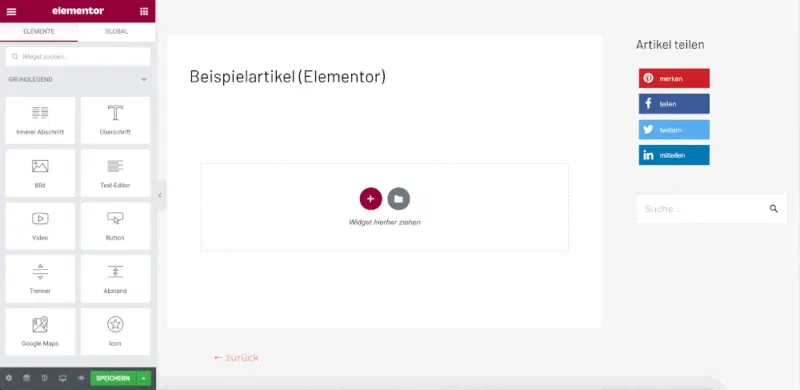 elementor
ELEMENTE
GLOBAL
Widget suchen...
GRUNDLEGEND
Innerer Abschnitt
Überschrift
Bild
Text-Editor
Video
Button
Trenner
Abstand
Google Maps
Icon
SPEICHERN
Beispielartikel (Elementor)
Widget hierher ziehen
← zurück
Artikel teilen
merken
teilen
twittern
mitteilen
Suche ...